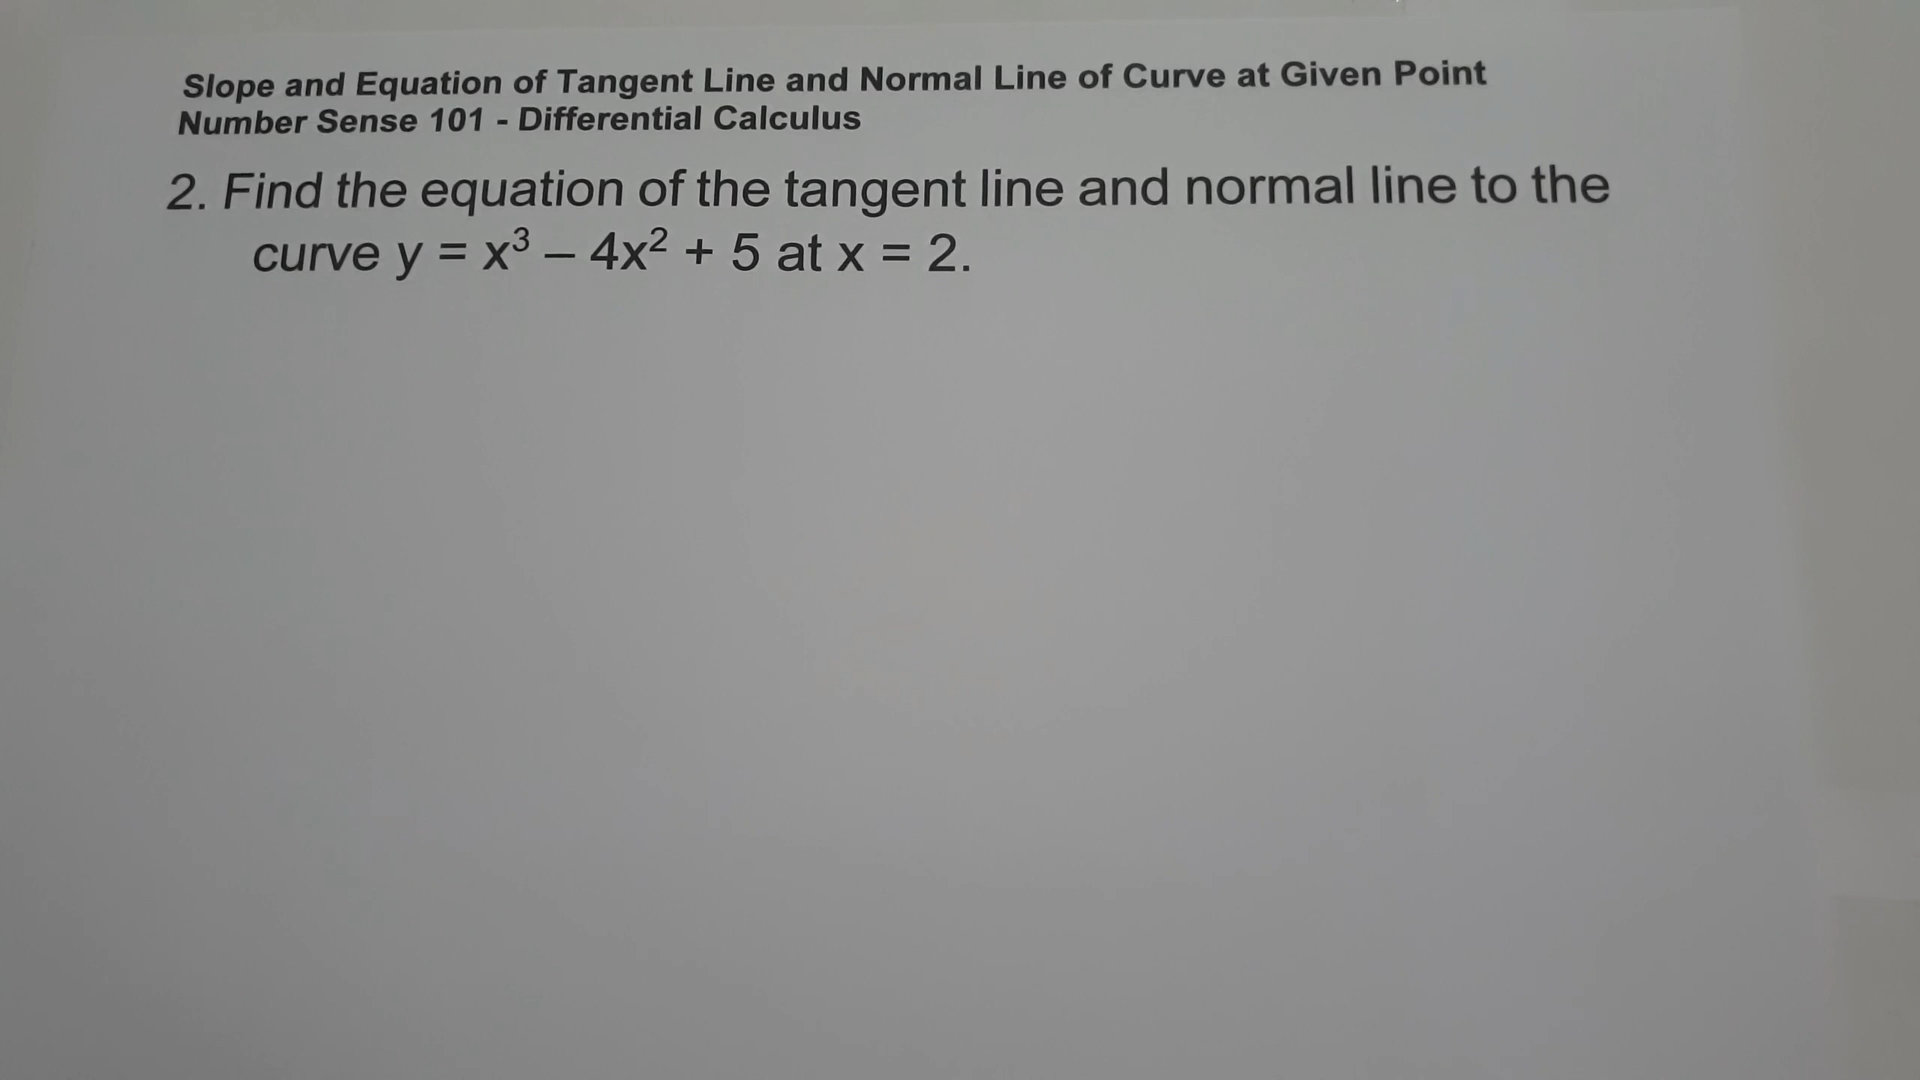 Slope and Equation of Tangent Line and Normal Line of Curve at Given Point
Number Sense 101 - Differential Calculus
2. Find the equation of the tangent line and normal line to the
curve y = x³ – 4x² + 5 at x = 2.